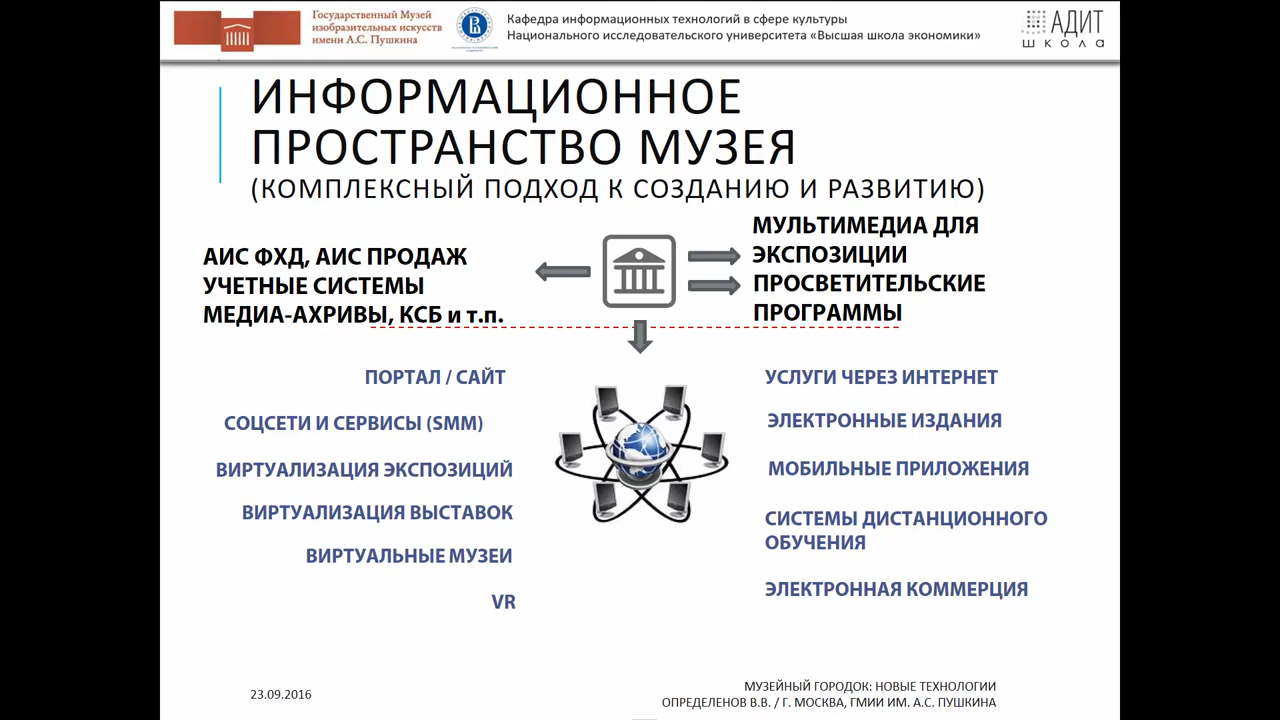 Государственный Музей
изобразительных искусств
имени А.С. Пушкина
Кафедра информационных технологий в сфере культуры
Национального исследовательского университета «Высшая школа экономики»
АДИТ
школа
ИНФОРМАЦИОННОЕ
ПРОСТРАНСТВО МУЗЕЯ
(КОМПЛЕКСНЫЙ ПОДХОД К СОЗДАНИЮ И РАЗВИТИЮ)
АИС ФХД, АИС ПРОДАЖ
УЧЕТНЫЕ СИСТЕМЫ
МЕДИА-АХРИВЫ, КСБ и т.п.
МУЛЬТИМЕДИА ДЛЯ
ЭКСПОЗИЦИИ
ПРОСВЕТИТЕЛЬСКИЕ
ПРОГРАММЫ
ПОРТАЛ / САЙТ
СОЦСЕТИ И СЕРВИСЫ (SMM)
ВИРТУАЛИЗАЦИЯ ЭКСПОЗИЦИЙ
ВИРТУАЛИЗАЦИЯ ВЫСТАВОК
ВИРТУАЛЬНЫЕ МУЗЕИ
VR
УСЛУГИ ЧЕРЕЗ ИНТЕРНЕТ
ЭЛЕКТРОННЫЕ ИЗДАНИЯ
МОБИЛЬНЫЕ ПРИЛОЖЕНИЯ
СИСТЕМЫ ДИСТАНЦИОННОГО
ОБУЧЕНИЯ
ЭЛЕКТРОННАЯ КОММЕРЦИЯ
23.09.2016
МУЗЕЙНЫЙ ГОРОДОК: НОВЫЕ ТЕХНОЛОГИИ
ОПРЕДЕЛЕНОВ В.В. / Г. МОСКВА, ГМИИ ИМ. А.С. ПУШКИНА